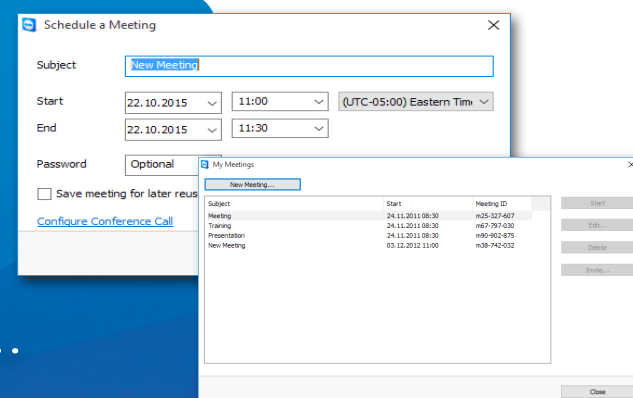 Schedule a Meeting
Subject New Meeting
Start 22.10.2015 11:00 (UTC-05:00) Eastern Time
End 22.10.2015 11:30
Password Optional
Save meeting for later reus
Configure Conference Call
My Meetings
New Meeting...
Subject Start Meeting ID
Meeting 24.11.2011 08:30 m25-327-607
Training 24.11.2011 08:30 m67-797-030
Presentation 24.11.2011 08:30 m90-902-875
New Meeting 03.12.2012 11:00 m38-742-032
Start
Edit...
Delete
Invite...
Close